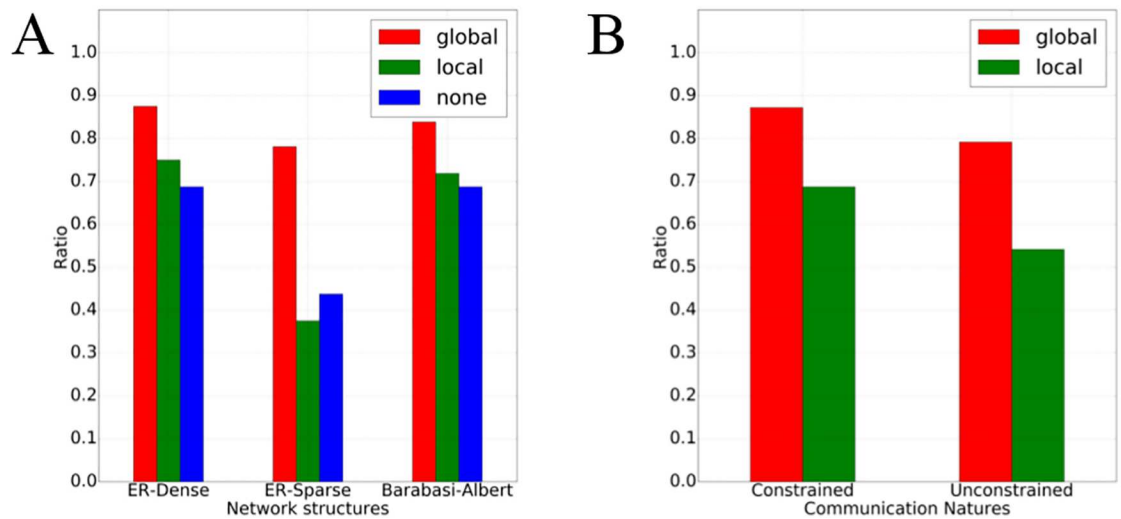 A
global
local
none
1.0
0.9
0.8
0.7
0.6
0.5
0.4
0.3
0.2
0.1
0.0
Ratio
ER-Dense
ER-Sparse
Barabasi-Albert
Network structures
B
global
local
1.0
0.9
0.8
0.7
0.6
0.5
0.4
0.3
0.2
0.1
0.0
Ratio
Constrained
Unconstrained
Communication Natures